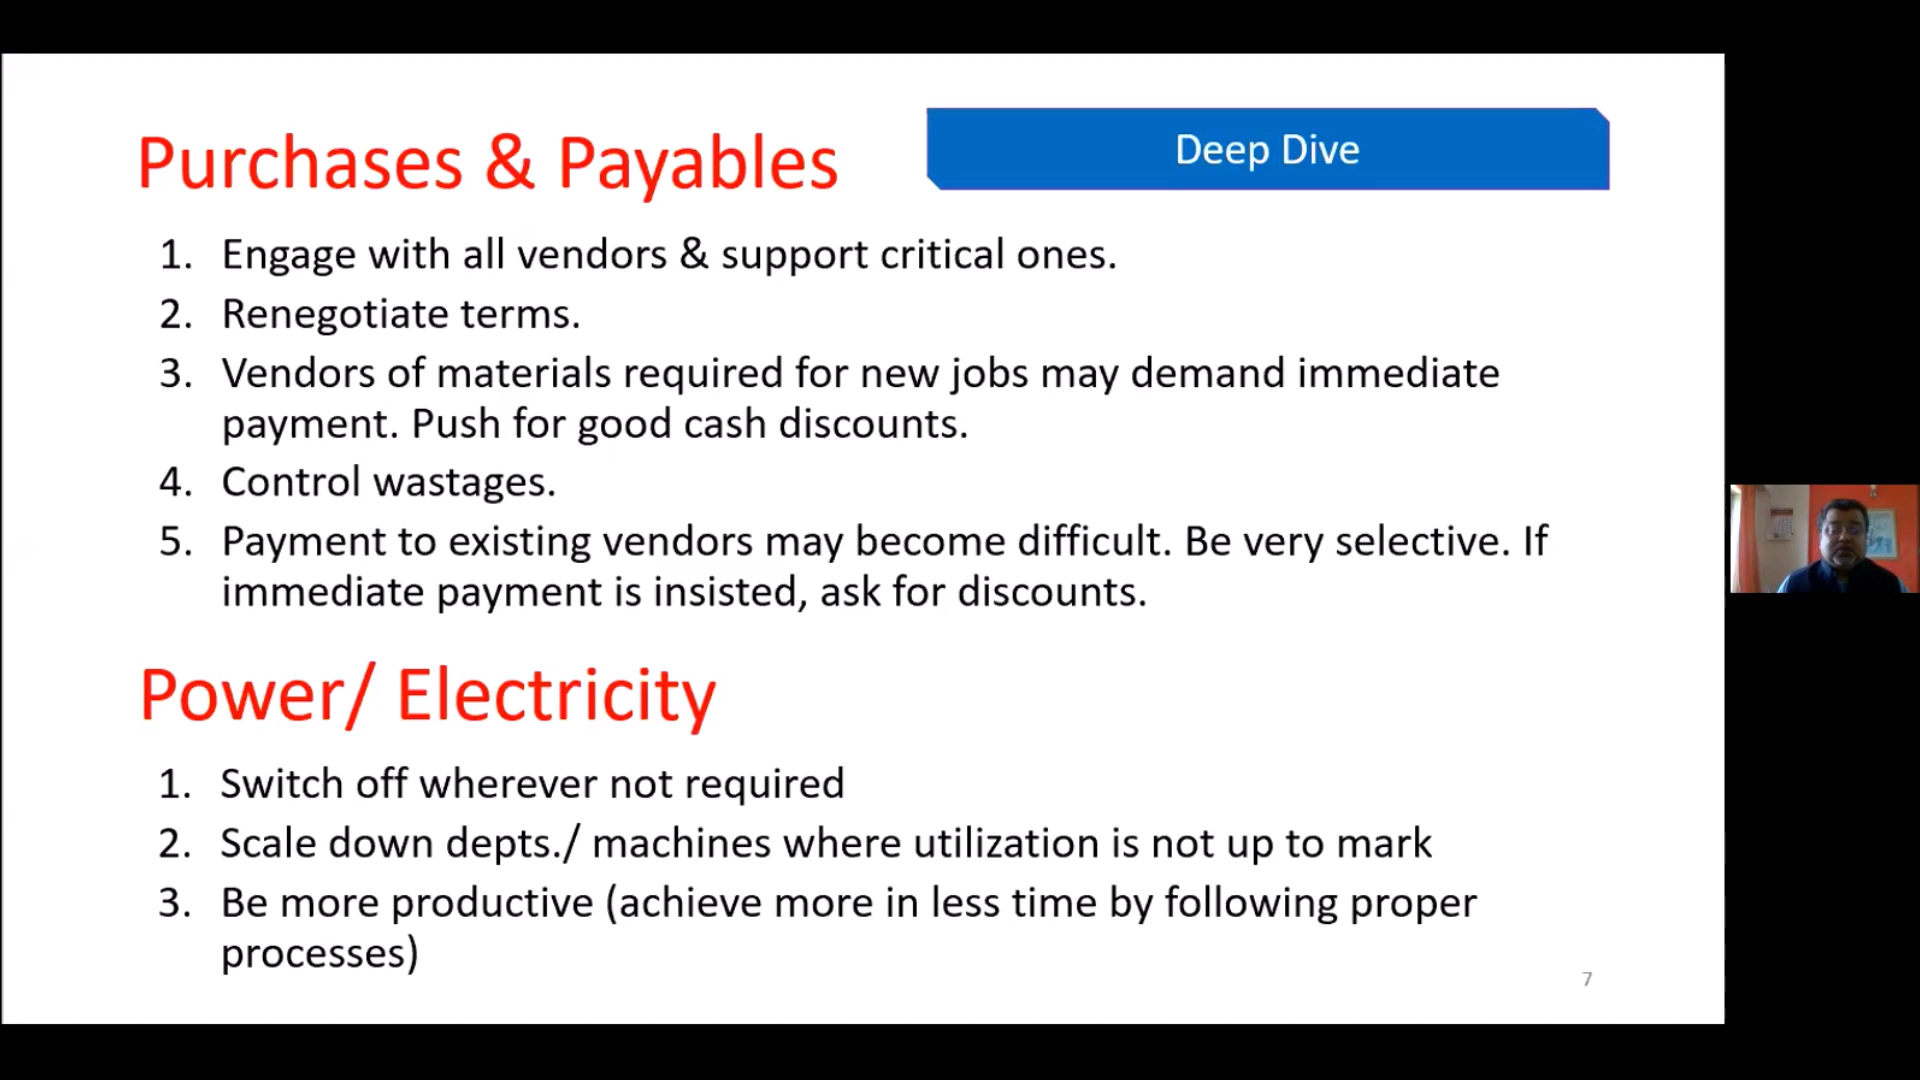 Purchases & Payables
Deep Dive
1. Engage with all vendors & support critical ones.
2. Renegotiate terms.
3. Vendors of materials required for new jobs may demand immediate
payment. Push for good cash discounts.
4. Control wastages.
5. Payment to existing vendors may become difficult. Be very selective. If
immediate payment is insisted, ask for discounts.
Power/ Electricity
1. Switch off wherever not required
2. Scale down depts./ machines where utilization is not up to mark
3. Be more productive (achieve more in less time by following proper
processes)
7